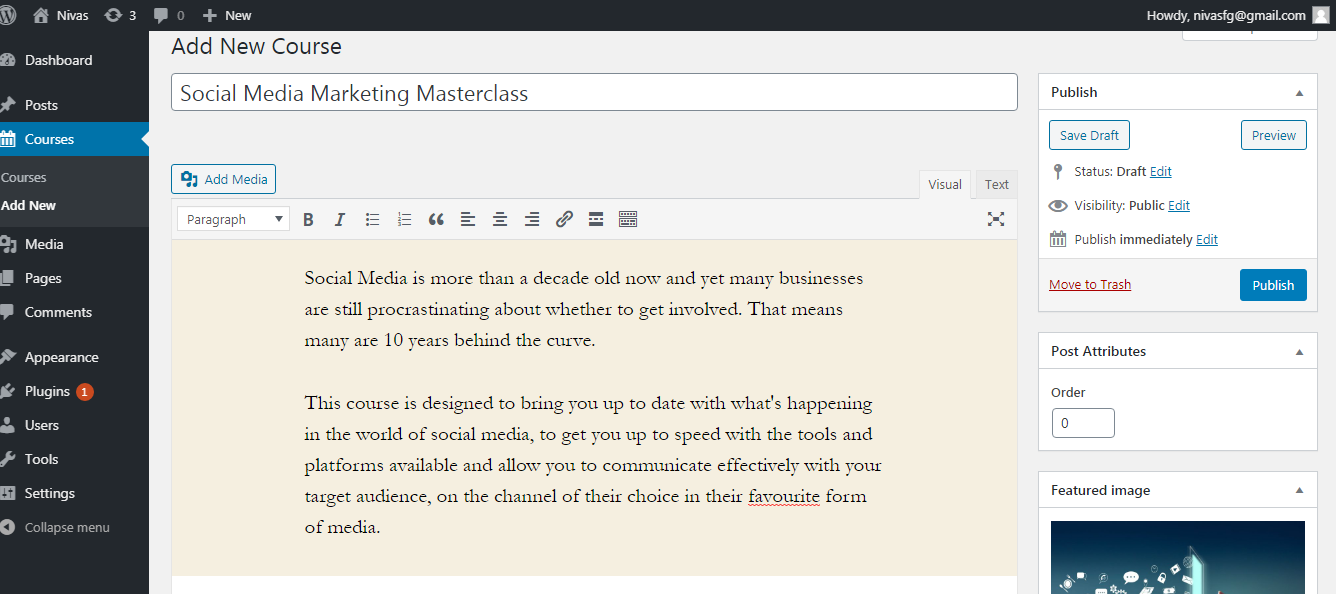 Nivas 3 0 New Howdy, nivasfg@gmail.com
Dashboard
Posts
Courses
Courses
Add New
Media
Pages
Comments
Appearance
Plugins 1
Users
Tools
Settings
Collapse menu
Add New Course
Social Media Marketing Masterclass
Add Media
Visual Text
Paragraph
Social Media is more than a decade old now and yet many businesses
are still procrastinating about whether to get involved. That means
many are 10 years behind the curve.
This course is designed to bring you up to date with what's happening
in the world of social media, to get you up to speed with the tools and
platforms available and allow you to communicate effectively with your
target audience, on the channel of their choice in their favourite form
of media.
Publish
Save Draft Preview
Status: Draft Edit
Visibility: Public Edit
Publish immediately Edit
Move to Trash Publish
Post Attributes
Order
0
Featured image